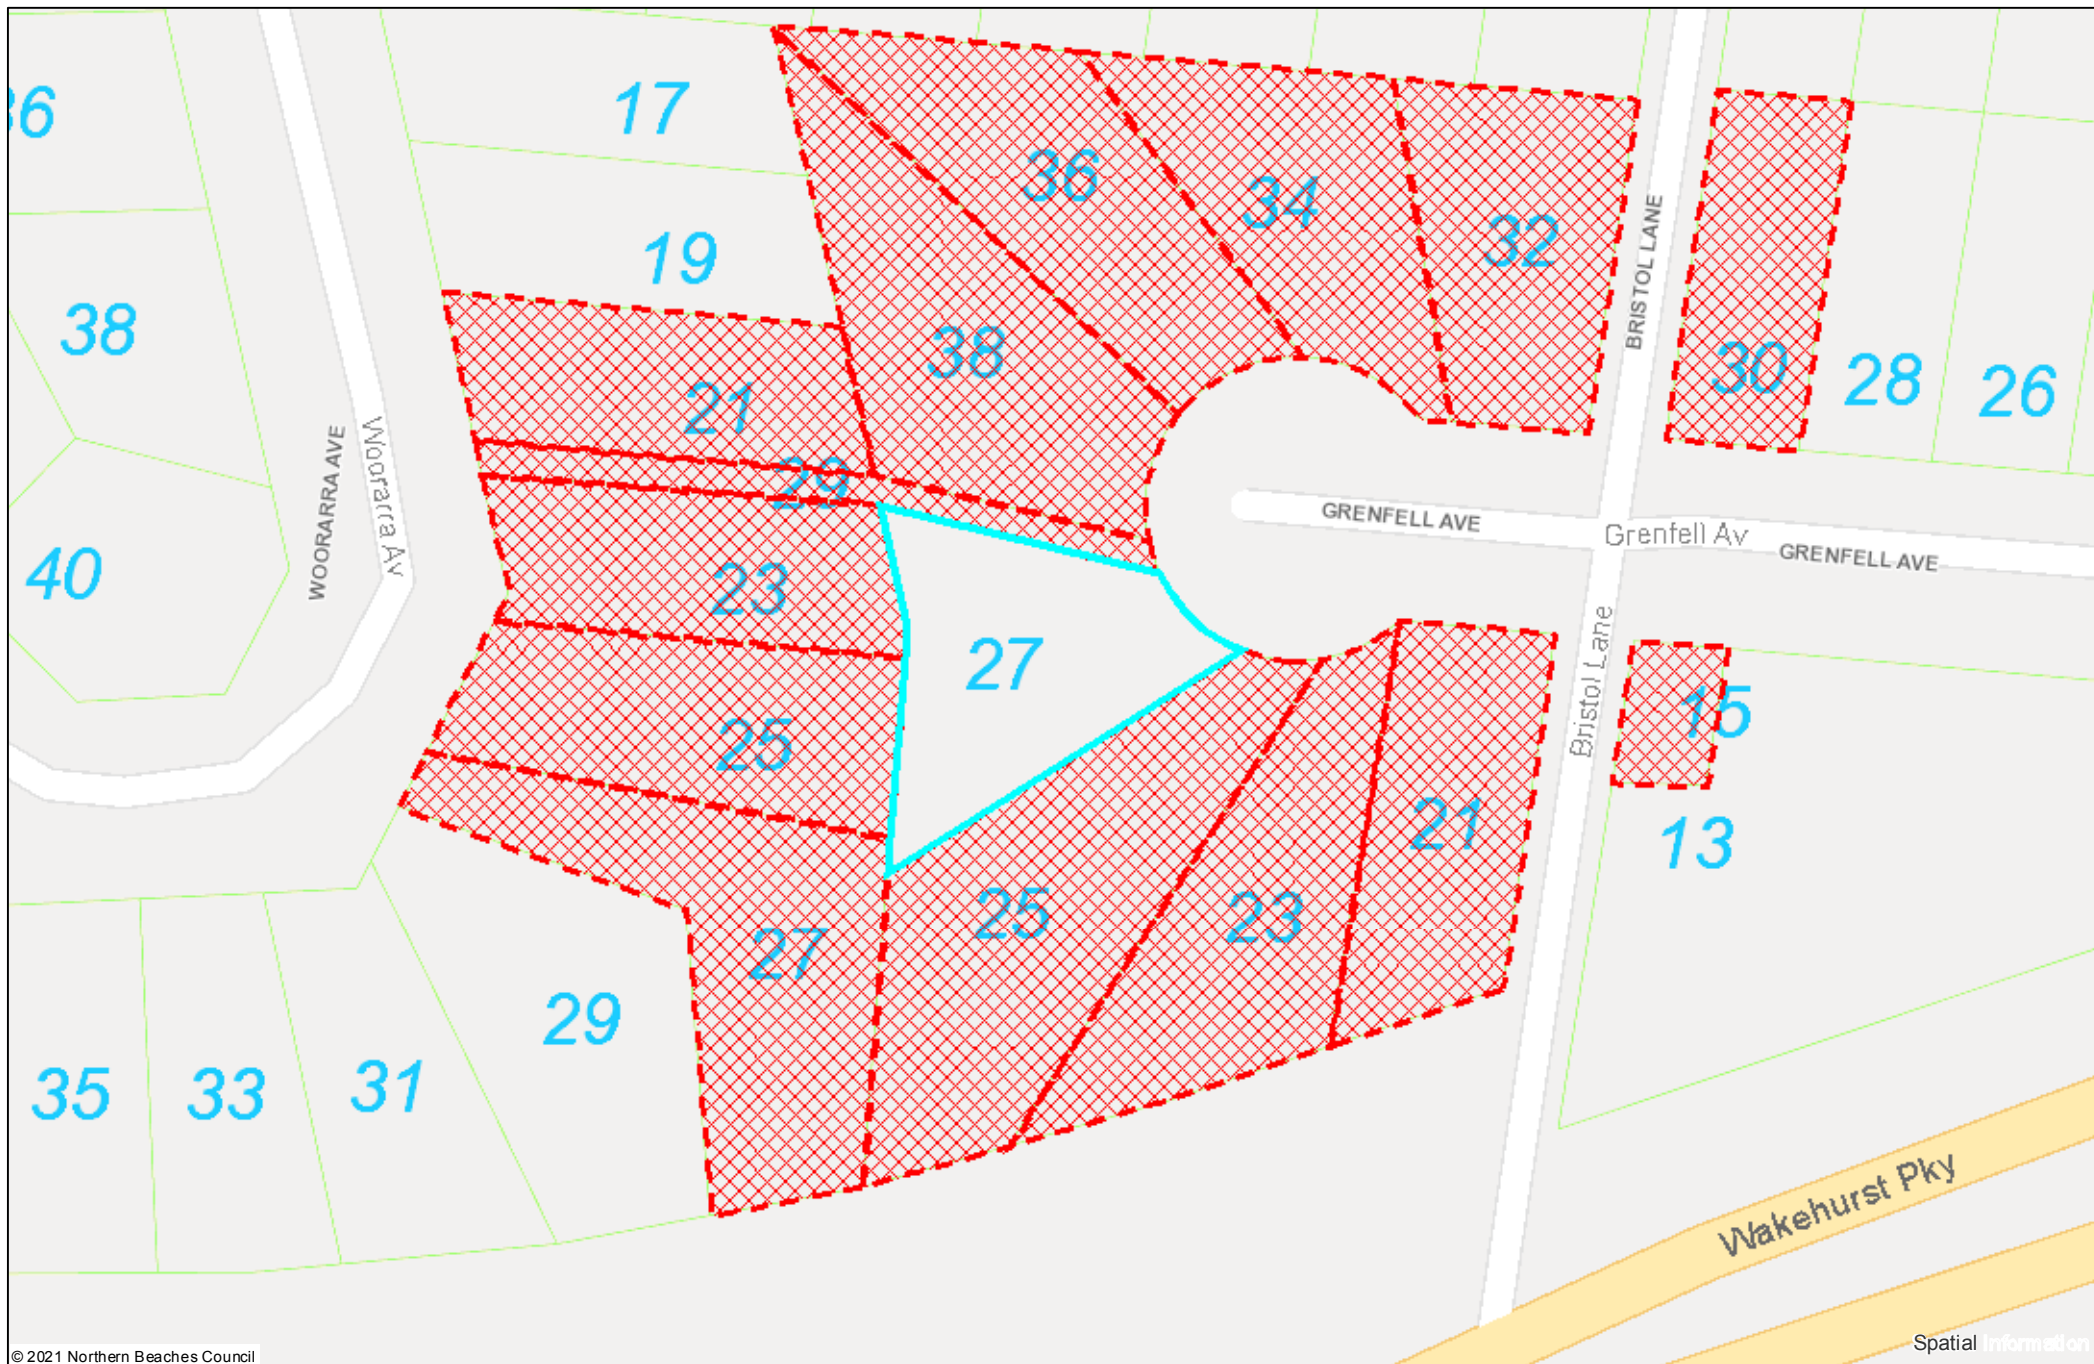 17
36
36
34
32
19
38
30
28
26
38
21
29
BRISTOL LANE
WOORARRA AVE
Woorarra Av
GRENFELL AVE
Grenfell Av
GRENFELL AVE
40
23
27
25
Bristol Lane
15
13
21
25
23
27
29
35
33
31
Wakehurst Pky
Spatial Information
© 2021 Northern Beaches Council